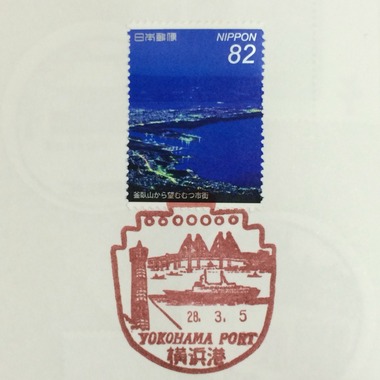 日本郵便 NIPPON
82
釜臥山から望むむつ市街
28. 3. 5
YOKOHAMA PORT
横浜港